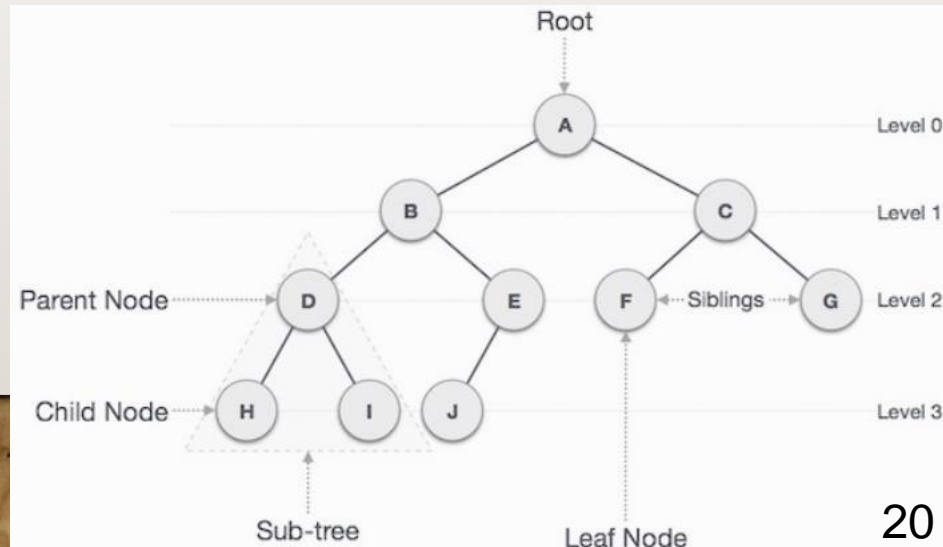 Root
A
Level 0
B
C
Level 1
Parent Node
D
E
F
Siblings
G
Level 2
Child Node
H
I
J
Level 3
Sub-tree
Leaf Node
20